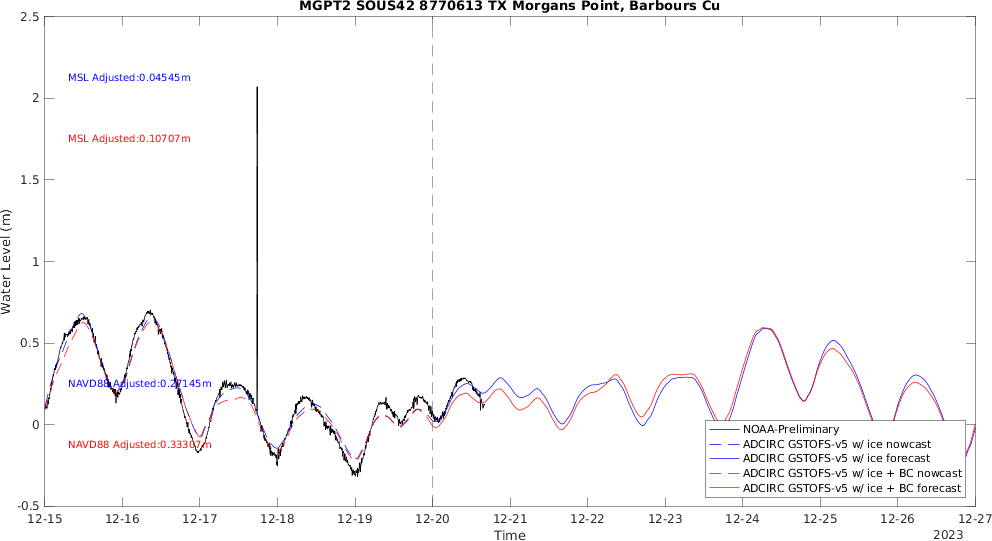 MGPT2 SOUS42 8770613 TX Morgans Point, Barbours Cu
2.5
MSL Adjusted:0.04545m
2
MSL Adjusted:0.10707m
1.5
Water Level (m)
1
0.5
NAVD88 Adjusted:0.27145m
0
NAVD88 Adjusted:0.33307m
-0.5
NOAA-Preliminary
ADCIRC GSTOFS-v5 w/ ice nowcast
ADCIRC GSTOFS-v5 w/ ice forecast
ADCIRC GSTOFS-v5 w/ ice + BC nowcast
ADCIRC GSTOFS-v5 w/ ice + BC forecast
12-15 12-16 12-17 12-18 12-19 12-20 12-21 12-22 12-23 12-24 12-25 12-26 12-27
Time
2023